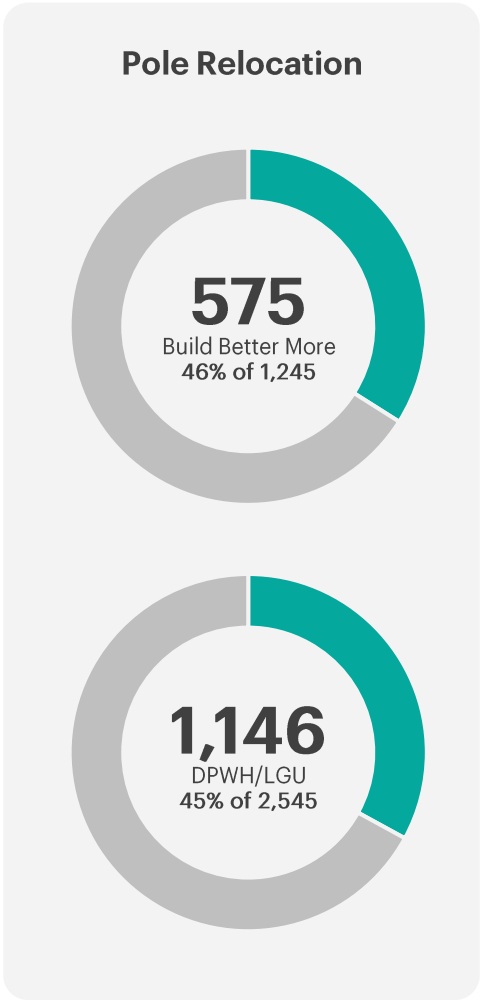 Pole Relocation
575
Build Better More
46% of 1,245
1,146
DPWH/LGU
45% of 2,545